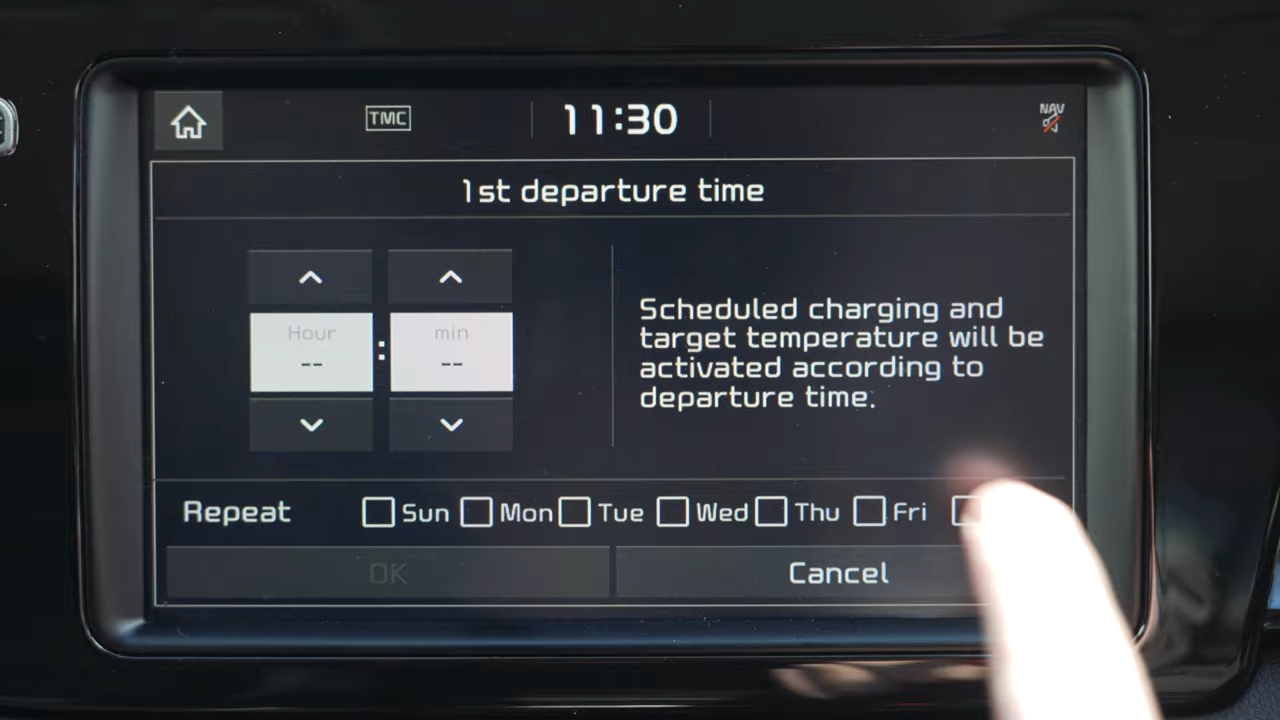 TMC
11:30
NAV
1st departure time
Hour
min
--
:
--
Scheduled charging and
target temperature will be
activated according to
departure time.
Repeat Sun Mon Tue Wed Thu Fri
OK Cancel